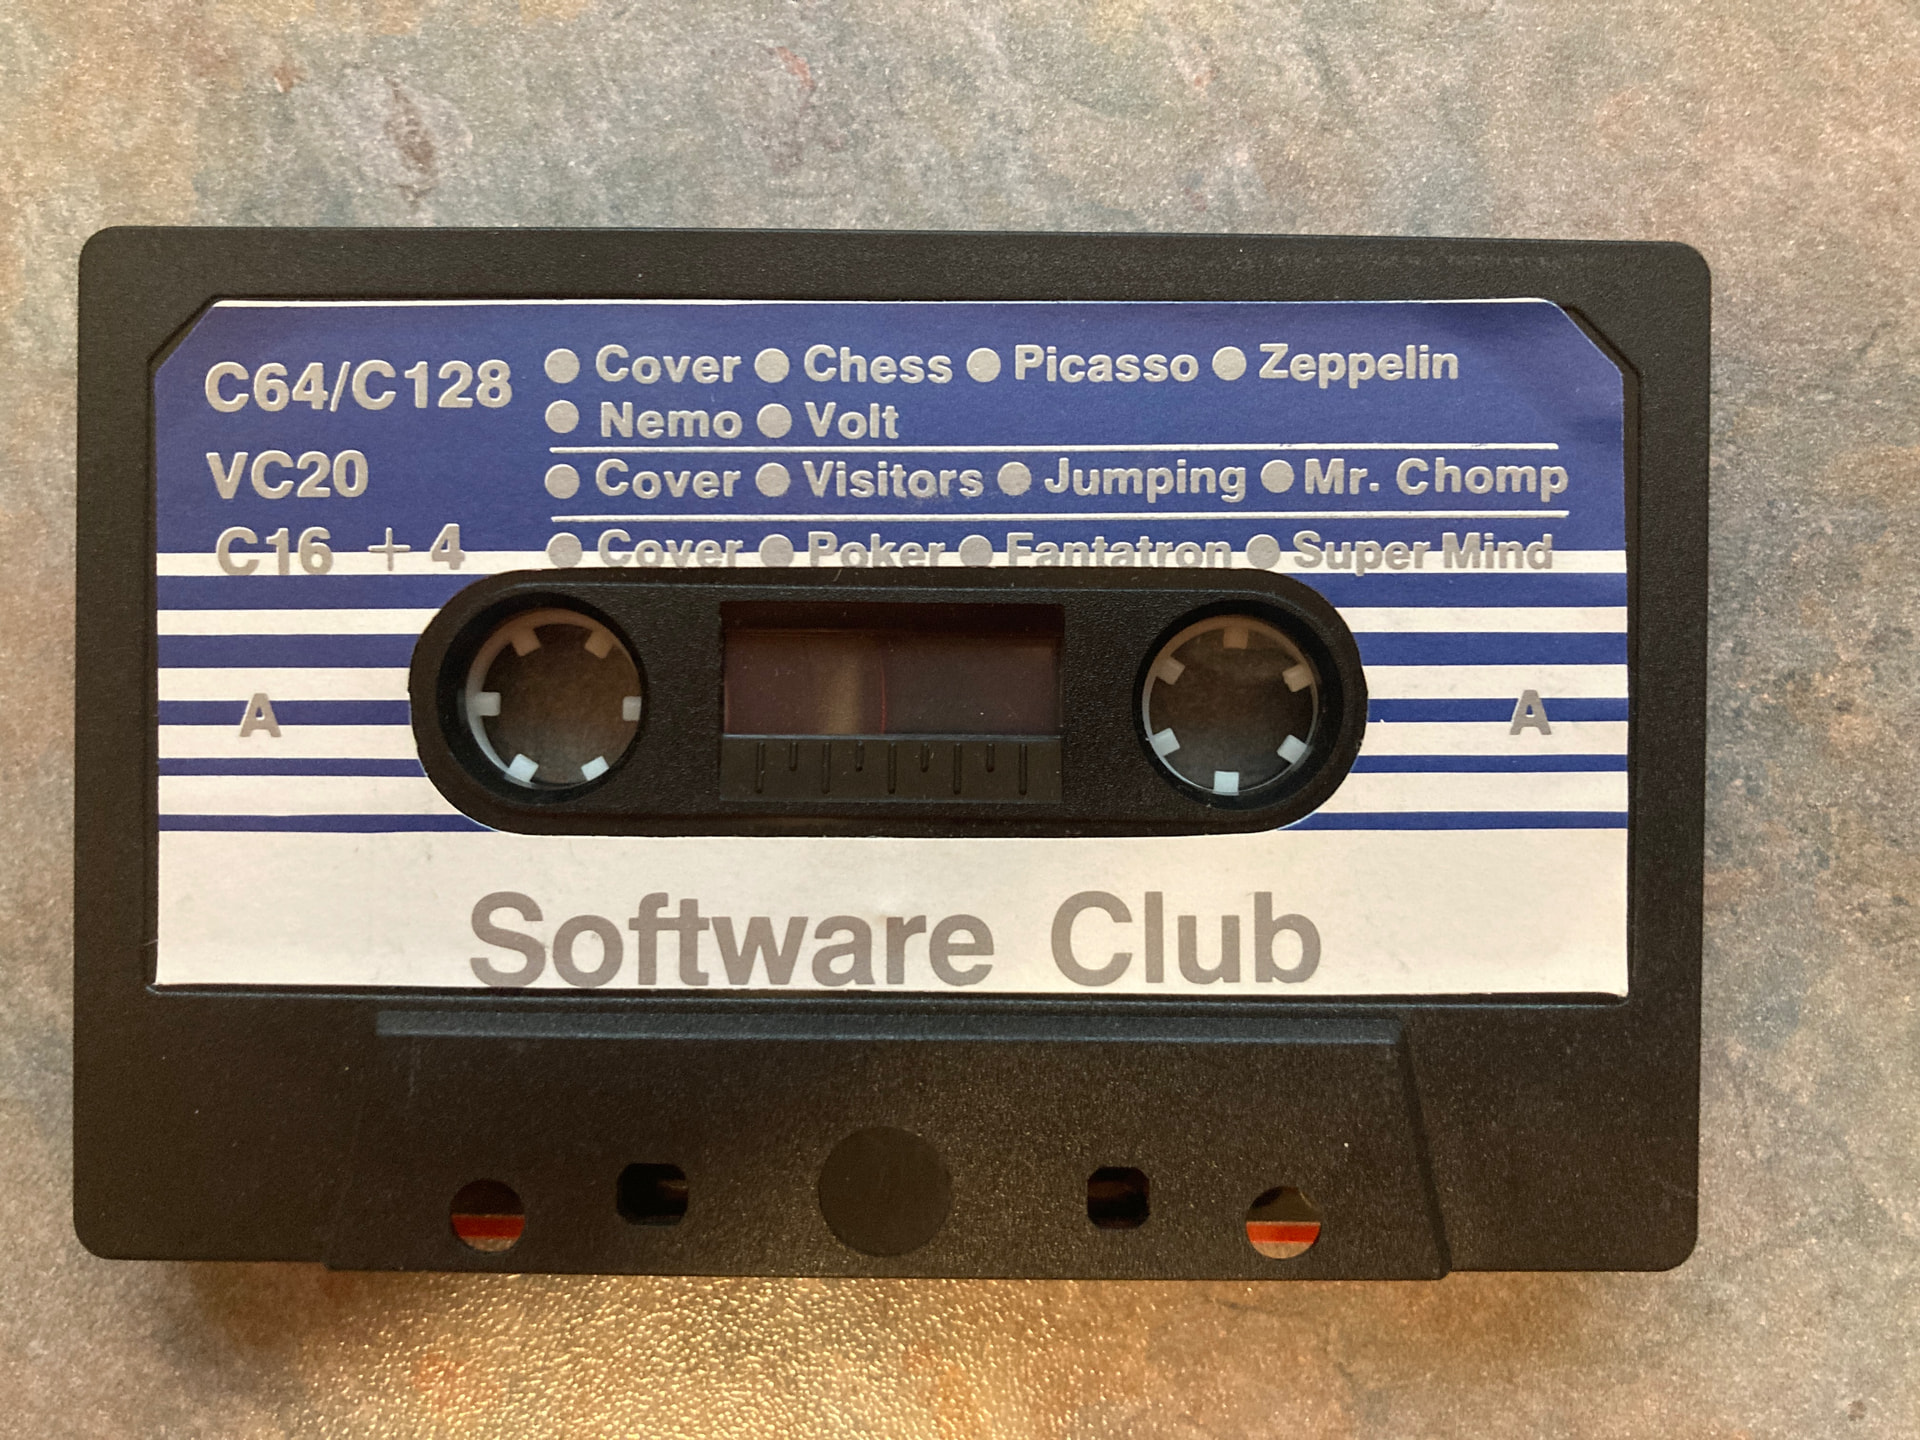 C64/C128 ● Cover ● Chess ● Picasso ● Zeppelin
● Nemo ● Volt
VC20 ● Cover ● Visitors ● Jumping ● Mr. Chomp
C16 + 4 ● Cover ● Poker ● Fantatron ● Super Mind
A A
Software Club